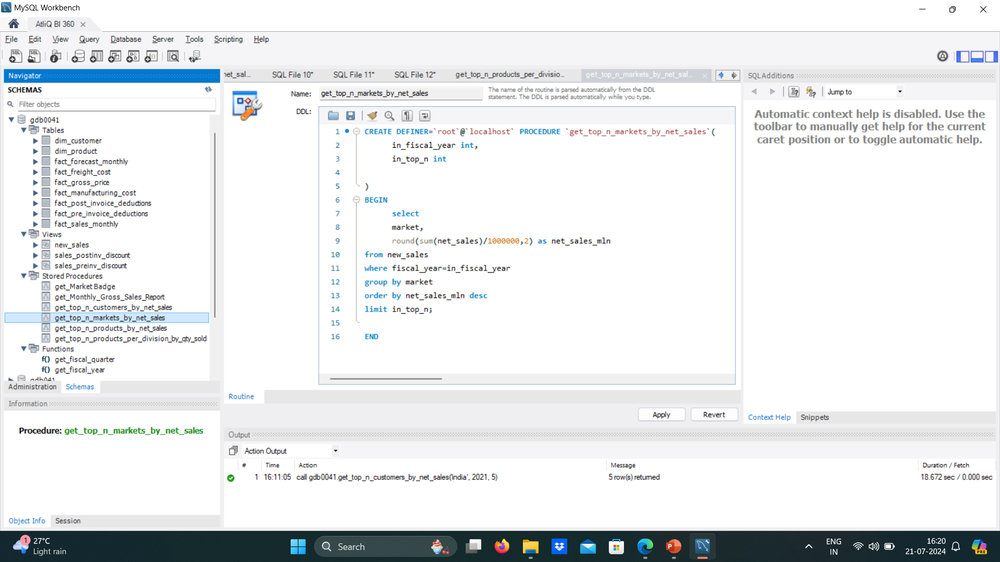 MySQL Workbench
AtliQ BI 360
File Edit View Query Database Server Tools Scripting Help
Navigator
SCHEMAS
Filter objects
gdb0041
Tables
dim_customer
dim_product
fact_forecast_monthly
fact_freight_cost
fact_gross_price
fact_manufacturing_cost
fact_post_invoice_deductions
fact_pre_invoice_deductions
fact_sales_monthly
Views
new_sales
sales_postinv_discount
sales_preinv_discount
Stored Procedures
get_Market Badge
get_Monthly_Gross_Sales_Report
get_top_n_customers_by_net_sales
get_top_n_markets_by_net_sales
get_top_n_products_by_net_sales
get_top_n_products_per_division_by_qty_sold
Functions
f() get_fiscal_quarter
f() get_fiscal_year
gdb041
Administration Schemas
Information
Procedure: get_top_n_markets_by_net_sales
Object Info Session
net_sal... SQL File 10* SQL File 11* SQL File 12* get_top_n_products_per_divisio... get_top_n_markets_by_net_sal...
Name: get_top_n_markets_by_net_sales
The name of the routine is parsed automatically from the DDL
statement. The DDL is parsed automatically while you type.
DDL:
1 CREATE DEFINER=`root`@`localhost` PROCEDURE `get_top_n_markets_by_net_sales`(
2 in_fiscal_year int,
3 in_top_n int
4
5 )
6 BEGIN
7 select
8 market,
9 round(sum(net_sales)/1000000,2) as net_sales_mln
10 from new_sales
11 where fiscal_year=in_fiscal_year
12 group by market
13 order by net_sales_mln desc
14 limit in_top_n;
15
16 END
Routine
Apply Revert
SQLAdditions
Jump to
Automatic context help is disabled. Use the
toolbar to manually get help for the current
caret position or to toggle automatic help.
Context Help Snippets
Output
Action Output
# Time Action Message Duration / Fetch
1 16:11:05 call gdb0041.get_top_n_customers_by_net_sales('india', 2021, 5) 5 row(s) returned 18.672 sec / 0.000 sec
1
27°C
Light rain
Search
ENG
IN
16:20
21-07-2024
PRE